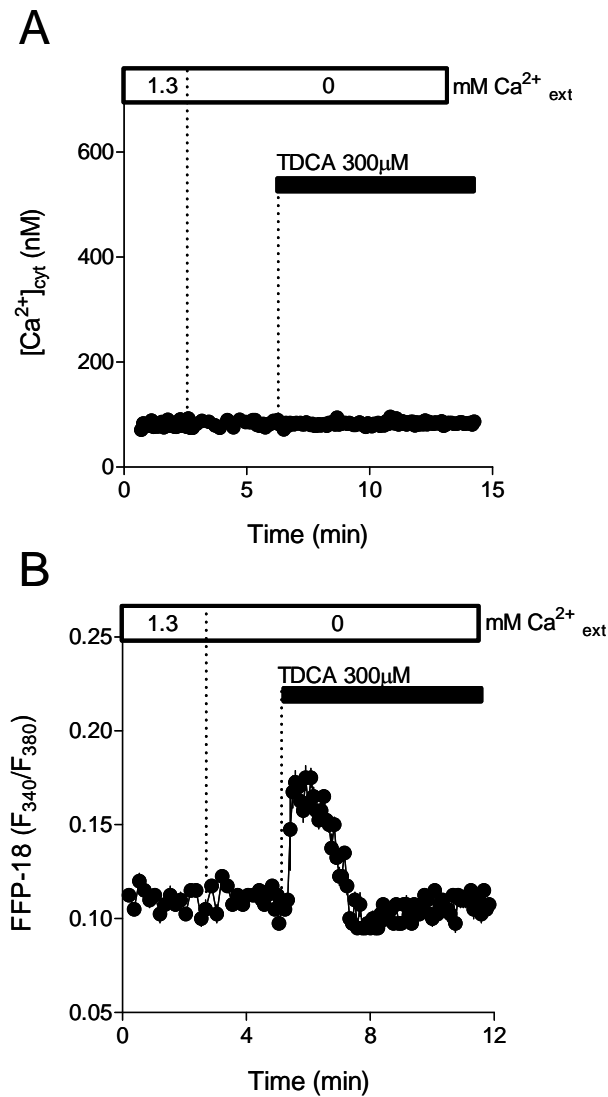 A
1.3 0 mM Ca2+ ext
600
TDCA 300µM
400
[Ca2+]cyt (nM)
200
0
0 5 10 15
Time (min)
B
1.3 0 mM Ca2+ ext
0.25
TDCA 300µM
0.20
FFP-18 (F340/F380)
0.15
0.10
0.05
0 4 8 12
Time (min)